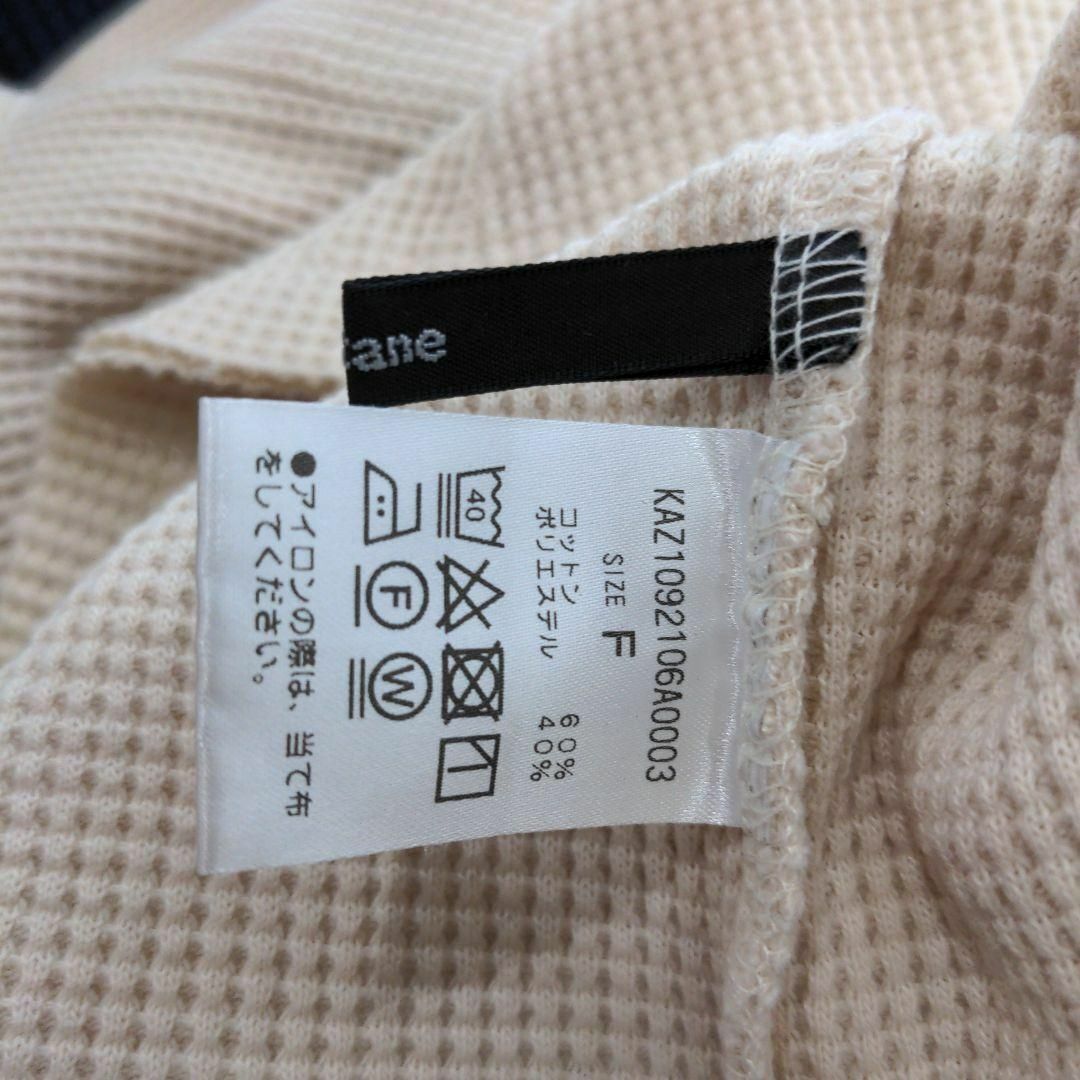 KAZ1092106A0003
SIZE F
コットン 60%
ポリエステル 40%
40
F W
●アイロンの際は、当て布
をしてください。